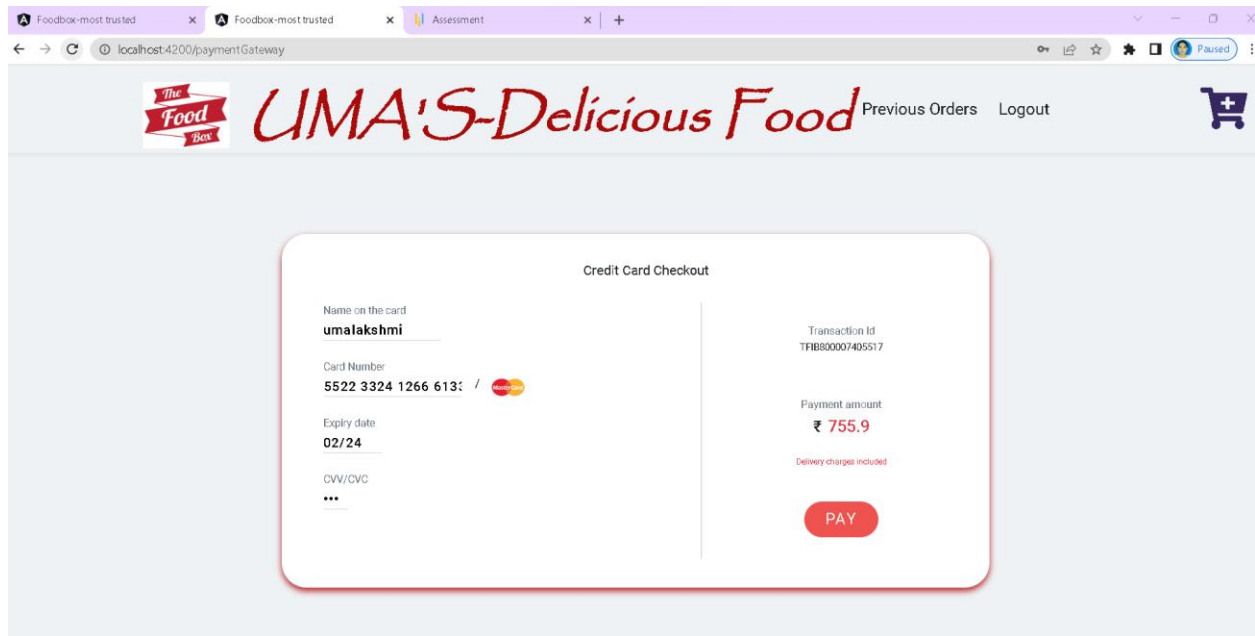 Foodbox-most trusted
Foodbox-most trusted
Assessment
localhost:4200/paymentGateway
Paused
The
Food
Box
UMA'S-Delicious Food
Previous Orders
Logout
Credit Card Checkout
Name on the card
umalakshmi
Card Number
5522 3324 1266 6133 /
MasterCard
Expiry date
02/24
CVV/CVC
•••
Transaction Id
TFIB800007405517
Payment amount
₹ 755.9
Delivery charges included
PAY